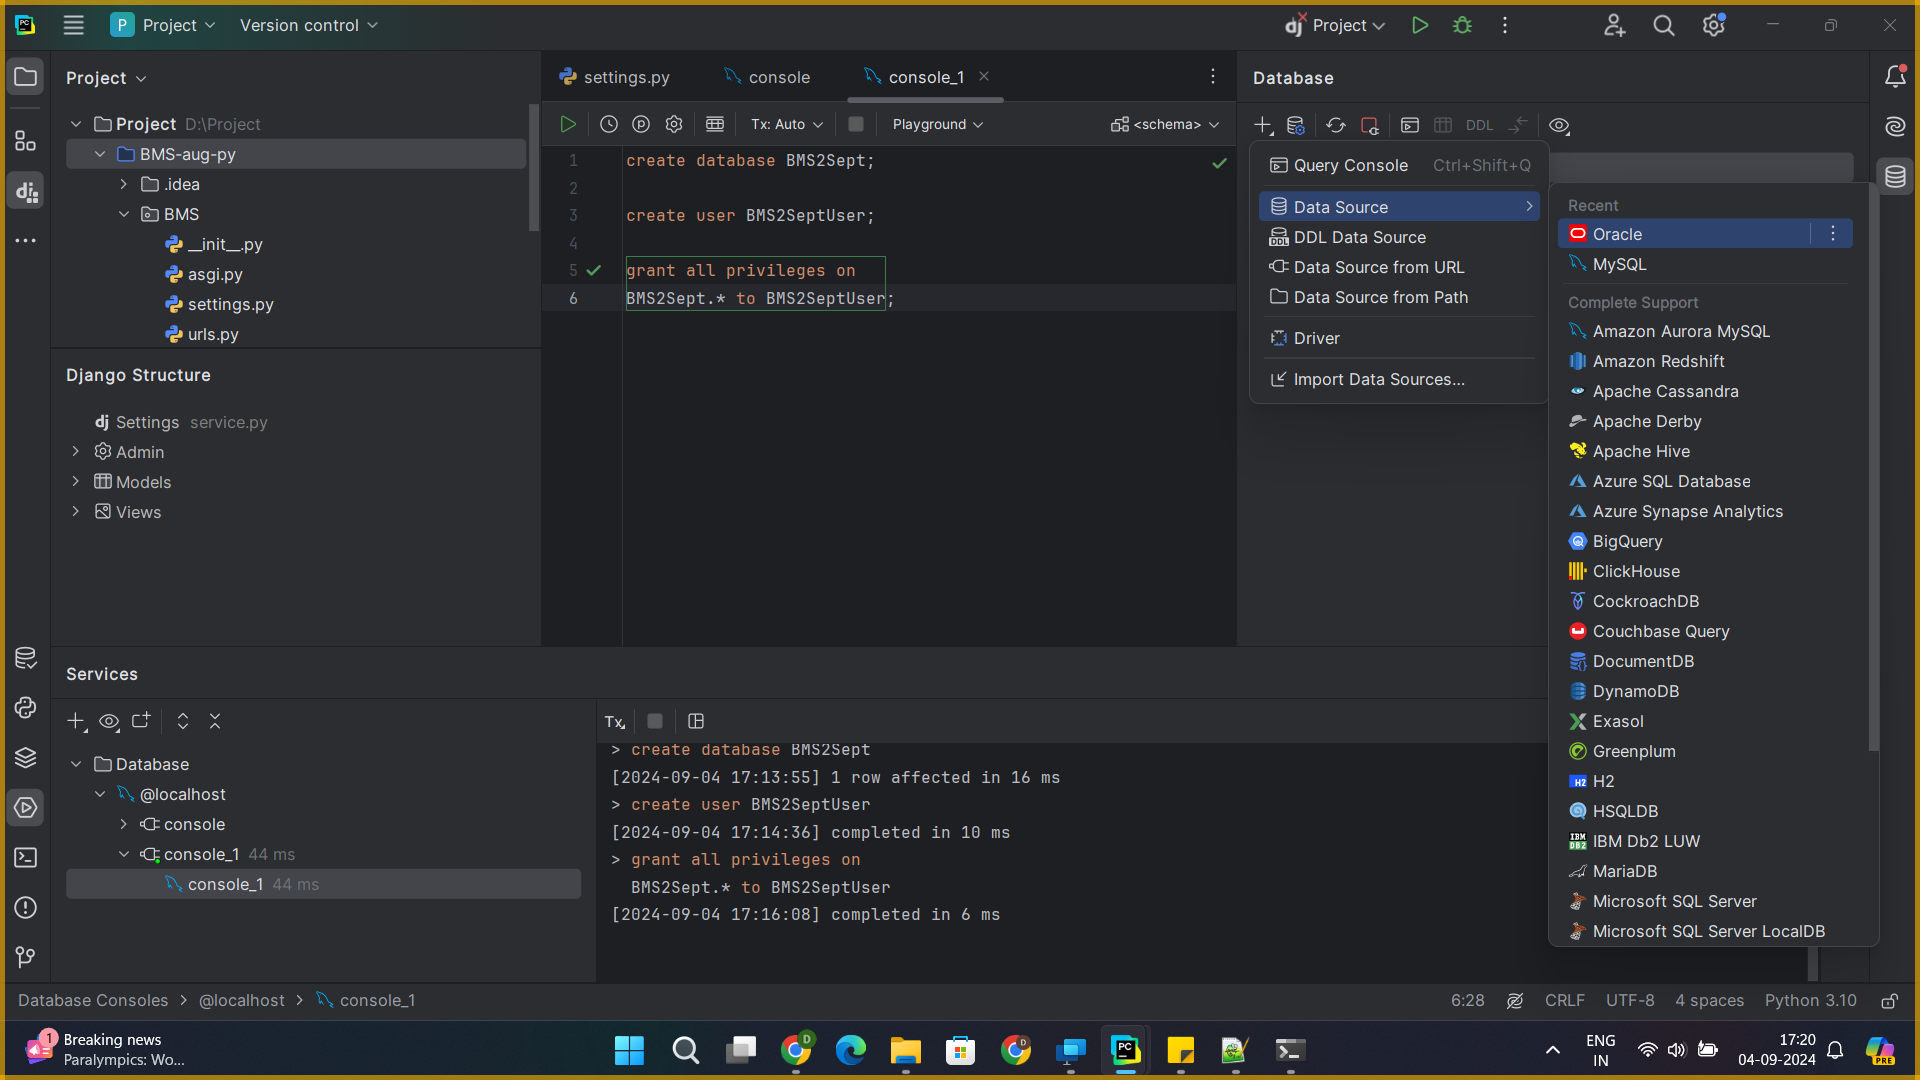 PC
P Project
Version control
dj Project
Project
Project D:\Project
BMS-aug-py
.idea
BMS
__init__.py
asgi.py
settings.py
urls.py
Django Structure
dj Settings service.py
Admin
Models
Views
settings.py
console
console_1
Tx: Auto
Playground
<schema>
1 create database BMS2Sept;
2
3 create user BMS2SeptUser;
4
5 grant all privileges on
6 BMS2Sept.* to BMS2SeptUser;
Database
DDL
Query Console Ctrl+Shift+Q
Data Source
DDL Data Source
Data Source from URL
Data Source from Path
Driver
Import Data Sources...
Recent
Oracle
MySQL
Complete Support
Amazon Aurora MySQL
Amazon Redshift
Apache Cassandra
Apache Derby
Apache Hive
Azure SQL Database
Azure Synapse Analytics
BigQuery
ClickHouse
CockroachDB
Couchbase Query
DocumentDB
DynamoDB
Exasol
Greenplum
H2 H2
HSQLDB
IBM DB2 IBM Db2 LUW
MariaDB
Microsoft SQL Server
Microsoft SQL Server LocalDB
Services
Database
@localhost
console
console_1 44 ms
console_1 44 ms
Tx
> create database BMS2Sept
[2024-09-04 17:13:55] 1 row affected in 16 ms
> create user BMS2SeptUser
[2024-09-04 17:14:36] completed in 10 ms
> grant all privileges on
BMS2Sept.* to BMS2SeptUser
[2024-09-04 17:16:08] completed in 6 ms
Database Consoles > @localhost > console_1
6:28 CRLF UTF-8 4 spaces Python 3.10
1 Breaking news
Paralympics: Wo...
D
D
PC
ENG
IN
17:20
04-09-2024
PRE